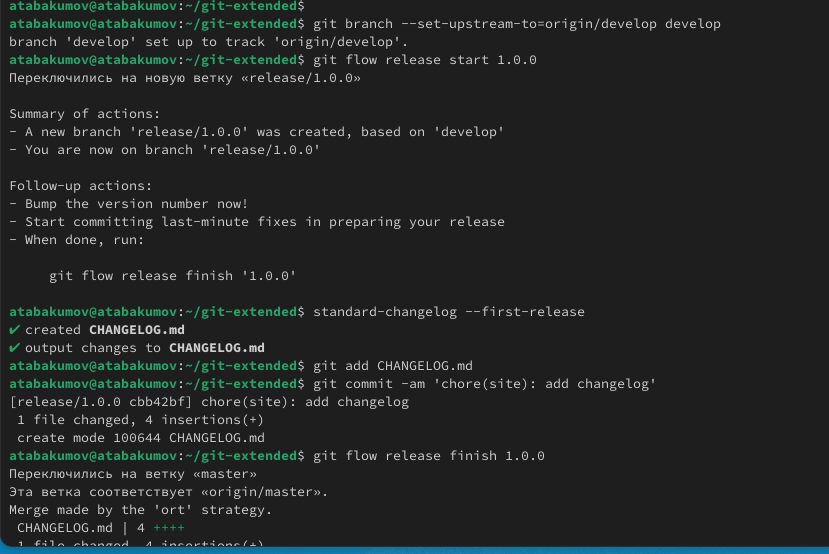 atabakumov@atabakumov:~/git-extended$
atabakumov@atabakumov:~/git-extended$ git branch --set-upstream-to=origin/develop develop
branch 'develop' set up to track 'origin/develop'.
atabakumov@atabakumov:~/git-extended$ git flow release start 1.0.0
Переключились на новую ветку «release/1.0.0»
Summary of actions:
- A new branch 'release/1.0.0' was created, based on 'develop'
- You are now on branch 'release/1.0.0'
Follow-up actions:
- Bump the version number now!
- Start committing last-minute fixes in preparing your release
- When done, run:
git flow release finish '1.0.0'
atabakumov@atabakumov:~/git-extended$ standard-changelog --first-release
✔ created CHANGELOG.md
✔ output changes to CHANGELOG.md
atabakumov@atabakumov:~/git-extended$ git add CHANGELOG.md
atabakumov@atabakumov:~/git-extended$ git commit -am 'chore(site): add changelog'
[release/1.0.0 cbb42bf] chore(site): add changelog
1 file changed, 4 insertions(+)
create mode 100644 CHANGELOG.md
atabakumov@atabakumov:~/git-extended$ git flow release finish 1.0.0
Переключились на ветку «master»
Эта ветка соответствует «origin/master».
Merge made by the 'ort' strategy.
CHANGELOG.md | 4 ++++
1 file changed, 4 insertions(+)